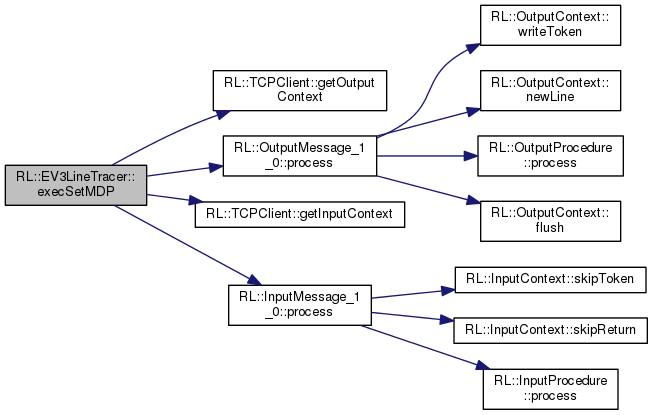 RL::OutputContext::
writeToken
RL::TCPClient::getOutput
Context
RL::OutputContext::
newLine
RL::OutputMessage_1
_0::process
RL::OutputProcedure
::process
RL::EV3LineTracer::
execSetMDP
RL::TCPClient::getInputContext
RL::OutputContext::
flush
RL::InputMessage_1
_0::process
RL::InputContext::skipToken
RL::InputContext::skipReturn
RL::InputProcedure
::process